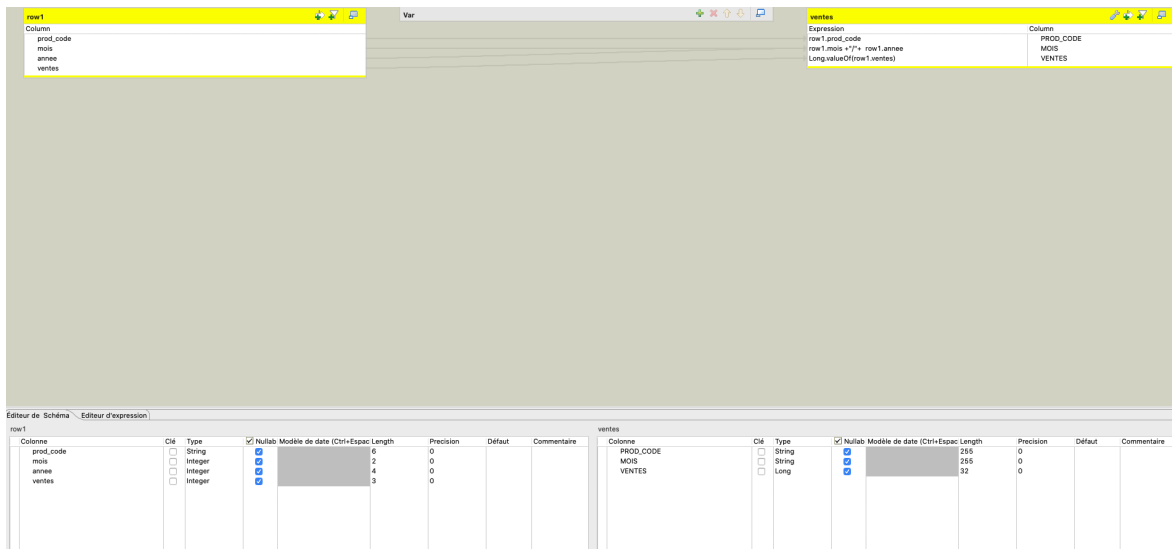 row1
Column
prod_code
mois
annee
ventes
Var
ventes
Expression Column
row1.prod_code PROD_CODE
row1.mois +"/"+ row1.annee MOIS
Long.valueOf(row1.ventes) VENTES
Éditeur de Schéma Editeur d'expression
row1
Colonne Clé Type Nullab Modèle de date (Ctrl+Espac Length Precision Défaut Commentaire
prod_code String 6 0
mois Integer 2 0
annee Integer 4 0
ventes Integer 3 0
ventes
Colonne Clé Type Nullab Modèle de date (Ctrl+Espac Length Precision Défaut Commentaire
PROD_CODE String 255 0
MOIS String 255 0
VENTES Long 32 0